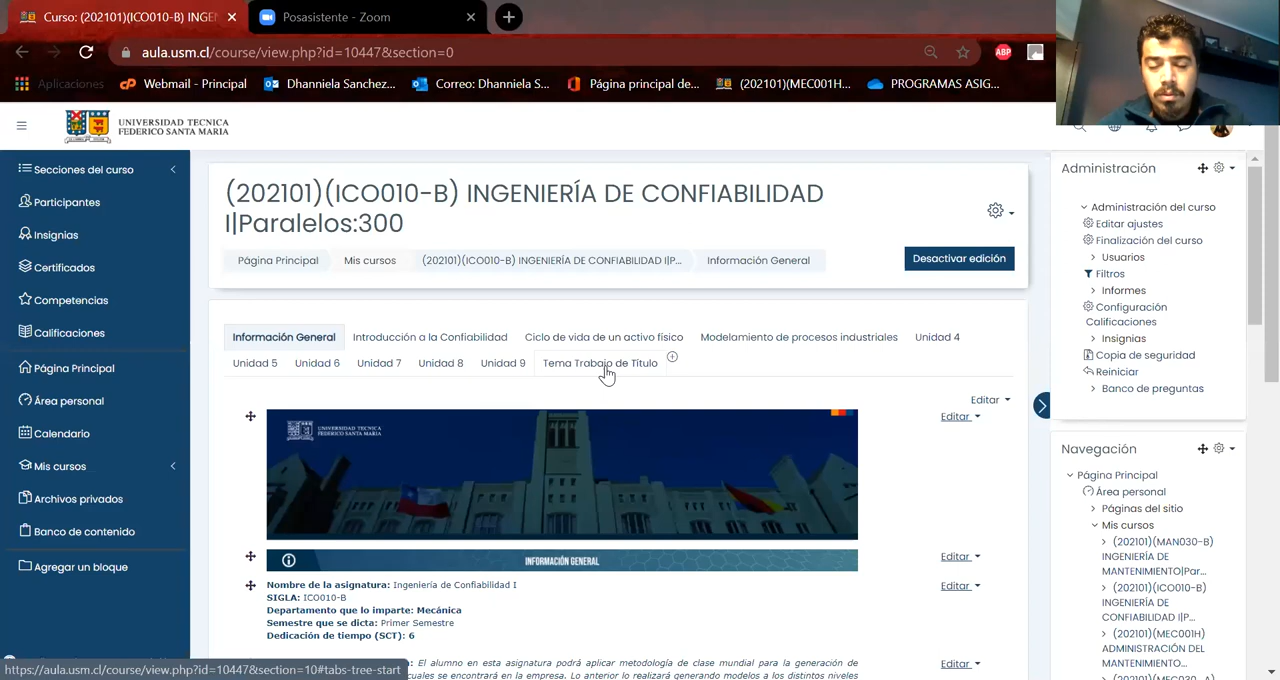 Curso: (202101)(ICO010-B) INGEN
Posasistente - Zoom
aula.usm.cl/course/view.php?id=10447&section=0
ABP
Aplicaciones
Webmail - Principal
Dhanniela Sanchez...
Correo: Dhanniela S...
Página principal de...
(202101)(MEC001H...
PROGRAMAS ASIG...
UNIVERSIDAD TECNICA
FEDERICO SANTA MARIA
Secciones del curso
Participantes
Insignias
Certificados
Competencias
Calificaciones
Página Principal
Área personal
Calendario
Mis cursos
Archivos privados
Banco de contenido
Agregar un bloque
(202101)(ICO010-B) INGENIERÍA DE CONFIABILIDAD
I|Paralelos:300
Página Principal
Mis cursos
(202101)(ICO010-B) INGENIERÍA DE CONFIABILIDAD I|P...
Información General
Desactivar edición
Información General
Introducción a la Confiabilidad
Ciclo de vida de un activo físico
Modelamiento de procesos industriales
Unidad 4
Unidad 5
Unidad 6
Unidad 7
Unidad 8
Unidad 9
Tema Trabajo de Título
Editar
Editar
UNIVERSIDAD TECNICA
FEDERICO SANTA MARIA
INFORMACIÓN GENERAL
Editar
Nombre de la asignatura: Ingeniería de Confiabilidad I
Editar
SIGLA: ICO010-B
Departamento que lo imparte: Mecánica
Semestre que se dicta: Primer Semestre
Dedicación de tiempo (SCT): 6
El alumno en esta asignatura podrá aplicar metodología de clase mundial para la generación de
Editar
cuales se encontrará en la empresa. Lo anterior lo realizará generando modelos a los distintos niveles
https://aula.usm.cl/course/view.php?id=10447&section=10#tabs-tree-start
Administración
Administración del curso
Editar ajustes
Finalización del curso
Usuarios
Filtros
Informes
Configuración
Calificaciones
Insignias
Copia de seguridad
Reiniciar
Banco de preguntas
Navegación
Página Principal
Área personal
Páginas del sitio
Mis cursos
(202101)(MAN030-B)
INGENIERÍA DE
MANTENIMIENTO|Par...
(202101)(ICO010-B)
INGENIERÍA DE
CONFIABILIDAD I|P...
(202101)(MEC001H)
ADMINISTRACIÓN DEL
MANTENIMIENTO...
(202101)(MEC030-A)